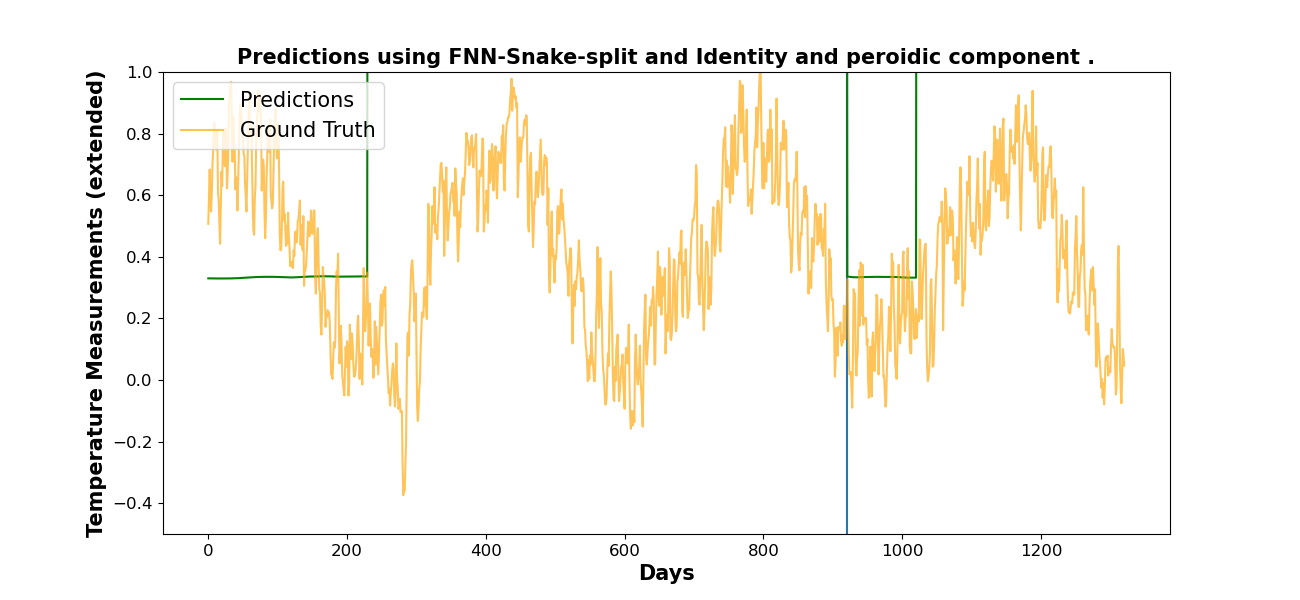 Predictions using FNN-Snake-split and Identity and peroidic component .
Predictions
Ground Truth
Temperature Measurements (extended)
1.0
0.8
0.6
0.4
0.2
0.0
−0.2
−0.4
0 200 400 600 800 1000 1200
Days